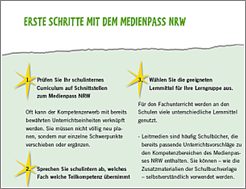 ERSTE SCHRITTE MIT DEM MEDIENPASS NRW
1. Prüfen Sie Ihr schulinternes
Curriculum auf Schnittstellen
zum Medienpass NRW
Oft kann der Kompetenzerwerb mit bereits
bewährten Unterrichtseinheiten verknüpft
werden. Sie müssen nicht völlig neu pla-
nen, sondern nur einzelne Schwerpunkte
verschieben oder ergänzen.
2. Sprechen Sie schulintern ab, welches
Fach welche Teilkompetenz übernimmt
3. Wählen Sie die geeigneten
Lernmittel für Ihre Lerngruppe aus.
Für den Fachunterricht werden an den
Schulen viele unterschiedliche Lernmittel
genutzt.
- Leitmedien sind häufig Schulbücher, die
bereits passende Unterrichtsvorschläge zu
den Kompetenzbereichen des Medienpas-
ses NRW enthalten. Sie können – wie die
Zusatzmaterialien der Schulbuchverlage
– selbstverständlich verwendet werden.